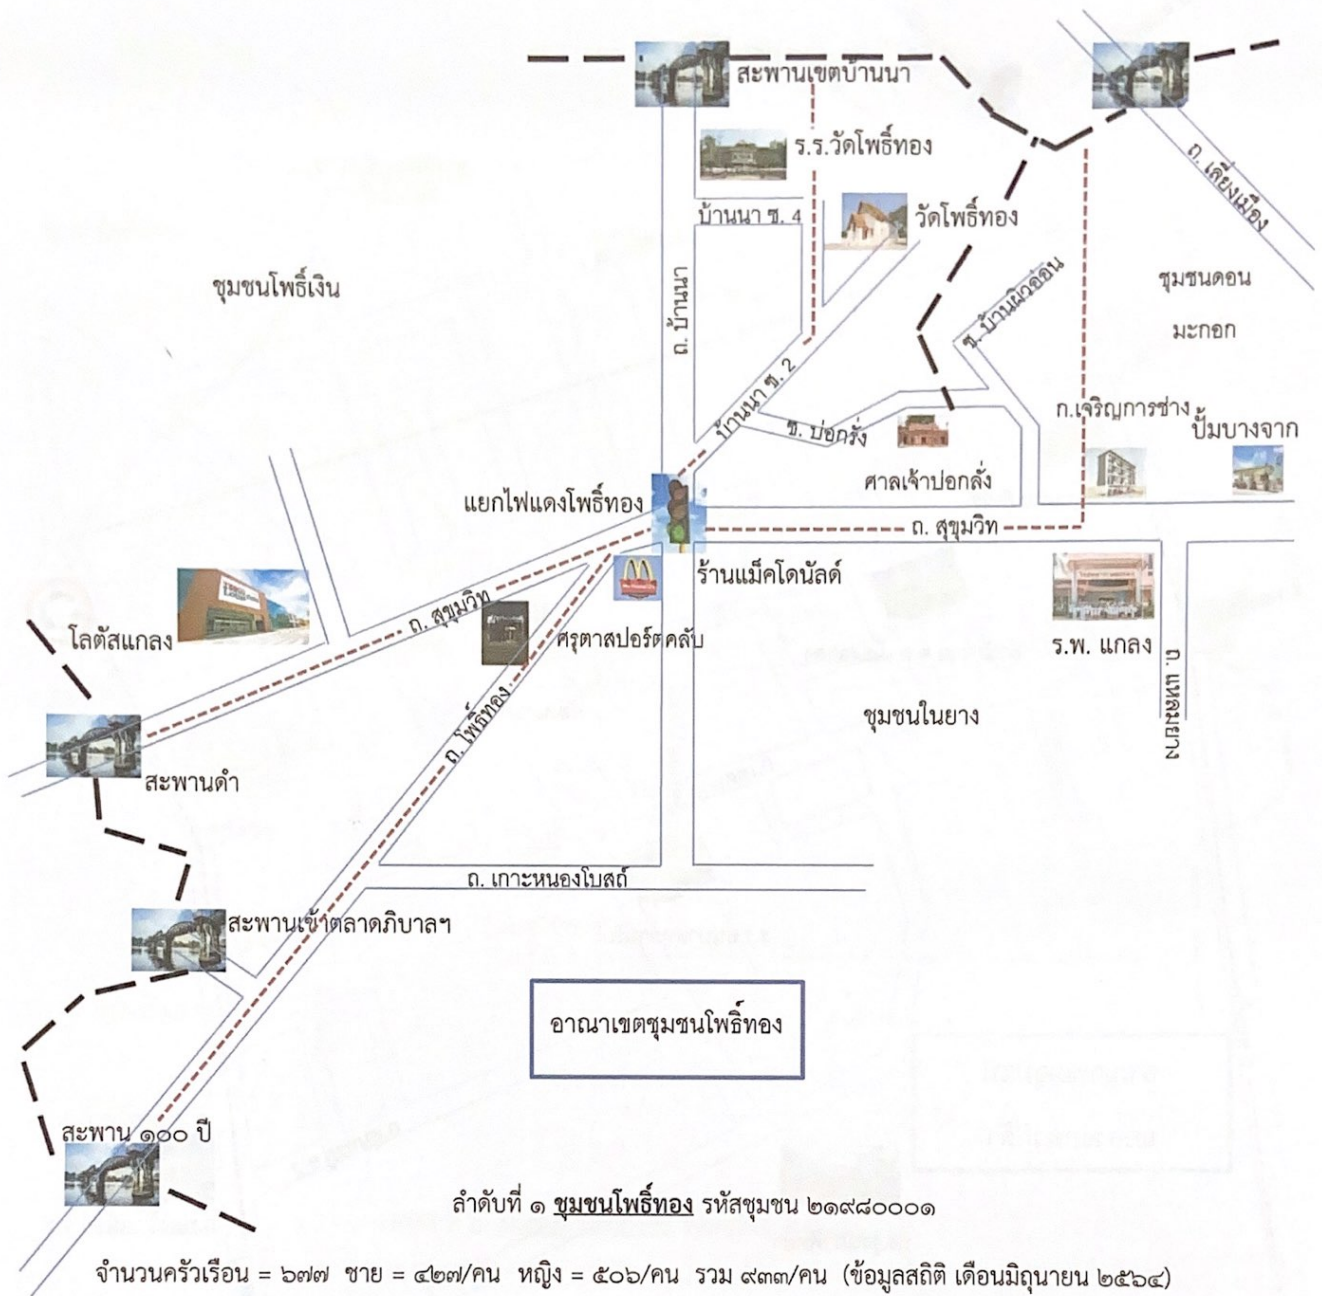 สะพานเขตบ้านนา
ร.ร.วัดโพธิ์ทอง
ถ. เลี่ยงเมือง
บ้านนา ซ. 4
วัดโพธิ์ทอง
ชุมชนโพธิ์เงิน
ถ. บ้านนา
ซ. บ้านผิวอ่อน
ชุมชนดอน
มะกอก
บ้านนา ซ. 2
ซ. บ่อกรั่ง
ก.เจริญการช่าง
ปั้มบางจาก
ศาลเจ้าปอกลั่ง
แยกไฟแดงโพธิ์ทอง
ถ. สุขุมวิท
ร้านแม็คโดนัลด์
โลตัสแกลง
ถ. สุขุมวิท
ศรุตาสปอร์ตคลับ
ร.พ. แกลง
ถ. แหลมยาง
ถ. โพธิ์ทอง
ชุมชนในยาง
สะพานดำ
ถ. เกาะหนองโบสถ์
สะพานเข้าตลาดภิบาลฯ
อาณาเขตชุมชนโพธิ์ทอง
สะพาน ๑๐๐ ปี
ลำดับที่ ๑ ชุมชนโพธิ์ทอง รหัสชุมชน ๒๑๙๘๐๐๐๑
จำนวนครัวเรือน = ๖๗๗ ชาย = ๔๒๗/คน หญิง = ๕๐๖/คน รวม ๙๓๓/คน (ข้อมูลสถิติ เดือนมิถุนายน ๒๕๖๔)